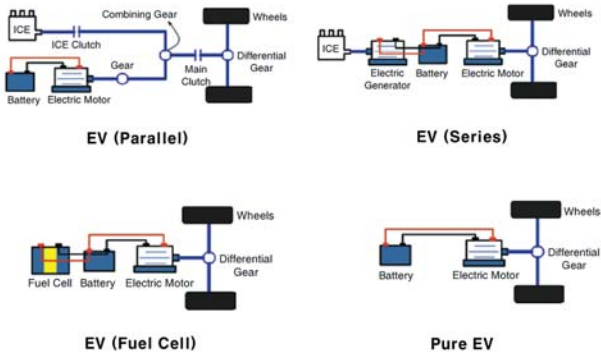 Combining Gear
Wheels
ICE
ICE Clutch
Gear
Main
Clutch
Differential
Gear
Battery
Electric Motor
EV (Parallel)
Wheels
ICE
Electric
Generator
Battery
Electric Motor
Differential
Gear
EV (Series)
Wheels
Fuel Cell
Battery
Electric Motor
Differential
Gear
EV (Fuel Cell)
Wheels
Battery
Electric Motor
Differential
Gear
Pure EV